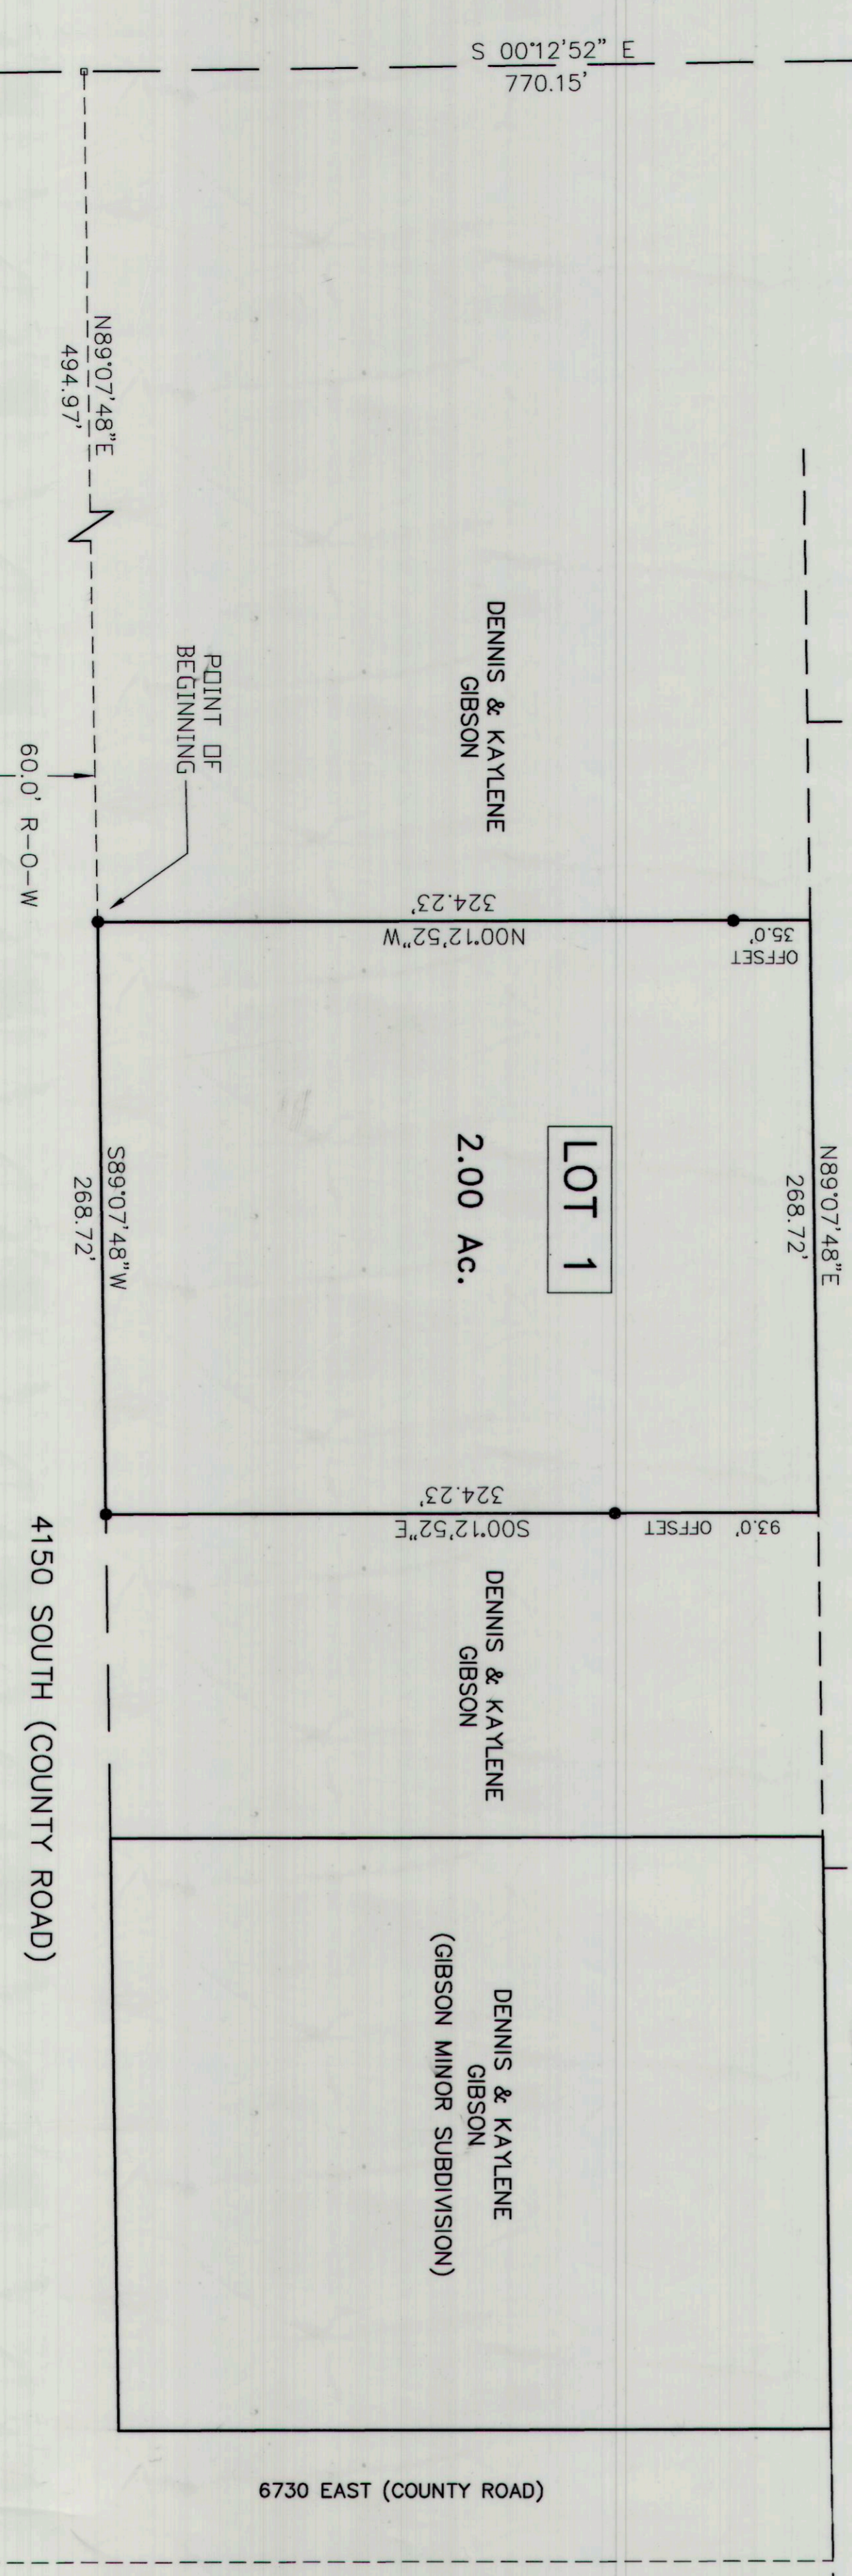 S 00°12'52" E
770.15'
N89°07'48"E
494.97'
POINT OF
BEGINNING
60.0' R-O-W
DENNIS & KAYLENE
GIBSON
324.23'
N00°12'52"W
35.0'
OFFSET
N89°07'48"E
268.72'
LOT 1
2.00 Ac.
S89°07'48"W
268.72'
324.23'
S00°12'52"E
93.0' OFFSET
4150 SOUTH (COUNTY ROAD)
DENNIS & KAYLENE
GIBSON
DENNIS & KAYLENE
GIBSON
(GIBSON MINOR SUBDIVISION)
6730 EAST (COUNTY ROAD)